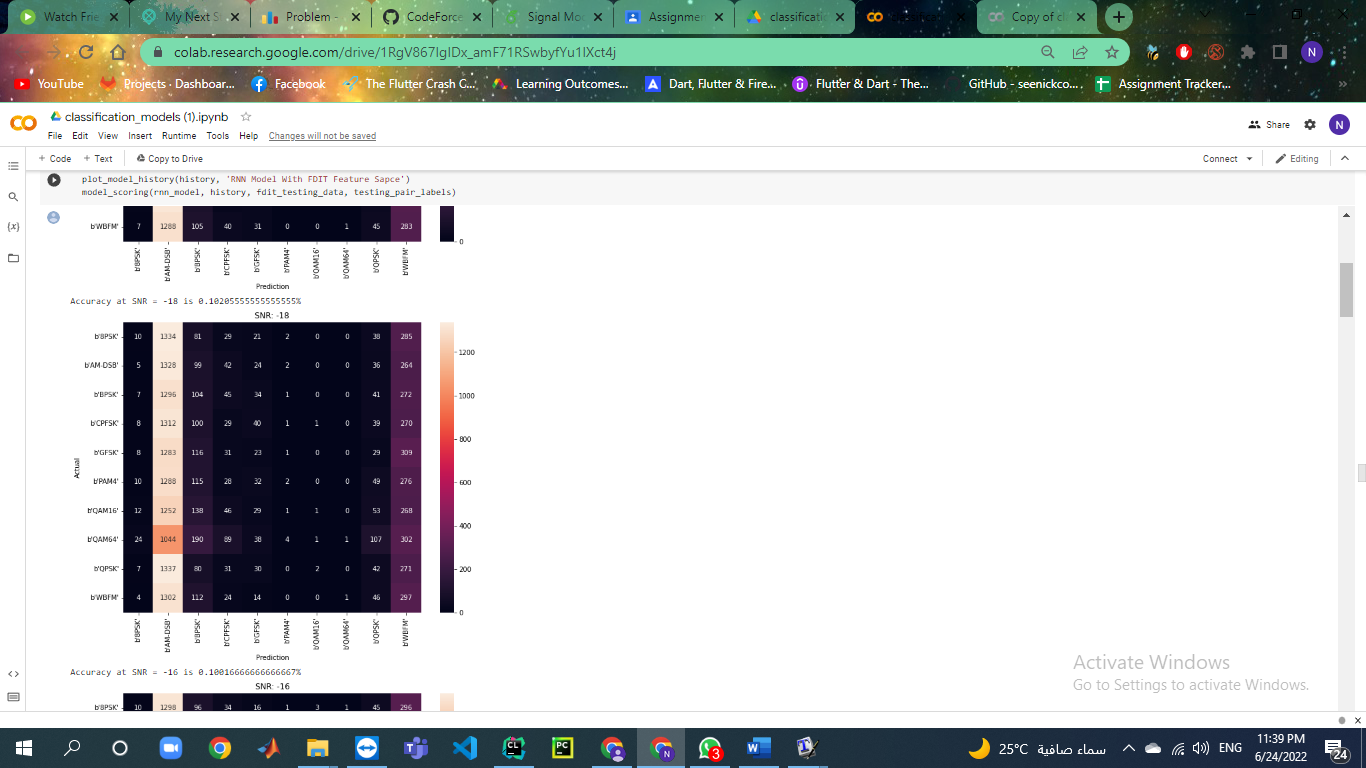 Watch Frie
My Next S
Problem -
CodeForce
Signal Mo
Assignmen
classificatio
Copy of cl
colab.research.google.com/drive/1RgV867IgIDx_amF71RSwbyfYu1lXct4j
N
YouTube
Projects · Dashboar...
Facebook
The Flutter Crash C...
Learning Outcomes...
Dart, Flutter & Fire...
Flutter & Dart - The...
GitHub - seenickco...
Assignment Tracker...
»
CO
classification_models (1).ipynb
File Edit View Insert Runtime Tools Help Changes will not be saved
Share
N
+ Code + Text Copy to Drive
Connect
Editing
{x}
plot_model_history(history, 'RNN Model With FDIT Feature Sapce')
model_scoring(rnn_model, history, fdit_testing_data, testing_pair_labels)
b'WBFM' 7 1288 105 40 31 0 0 1 45 283
0
b'8PSK' b'AM-DSB' b'BPSK' b'CPFSK' b'GFSK' b'PAM4' b'QAM16' b'QAM64' b'QPSK' b'WBFM'
Prediction
Accuracy at SNR = -18 is 0.10205555555555555%
SNR: -18
b'8PSK' 10 1334 81 29 21 2 0 0 38 285
b'AM-DSB' 5 1328 99 42 24 2 0 0 36 264
b'BPSK' 7 1296 104 45 34 1 0 0 41 272
b'CPFSK' 8 1312 100 29 40 1 1 0 39 270
b'GFSK' 8 1283 116 31 23 1 0 0 29 309
b'PAM4' 10 1288 115 28 32 2 0 0 49 276
b'QAM16' 12 1252 138 46 29 1 1 0 53 268
b'QAM64' 24 1044 190 89 38 4 1 1 107 302
b'QPSK' 7 1337 80 31 30 0 2 0 42 271
b'WBFM' 4 1302 112 24 14 0 0 1 46 297
Actual
1200
1000
800
600
400
200
0
b'8PSK' b'AM-DSB' b'BPSK' b'CPFSK' b'GFSK' b'PAM4' b'QAM16' b'QAM64' b'QPSK' b'WBFM'
Prediction
Accuracy at SNR = -16 is 0.10016666666666667%
SNR: -16
b'8PSK' 10 1298 96 34 16 1 3 1 45 296
Activate Windows
Go to Settings to activate Windows.
25°C سماء صافية
ENG
11:39 PM
6/24/2022
24
3